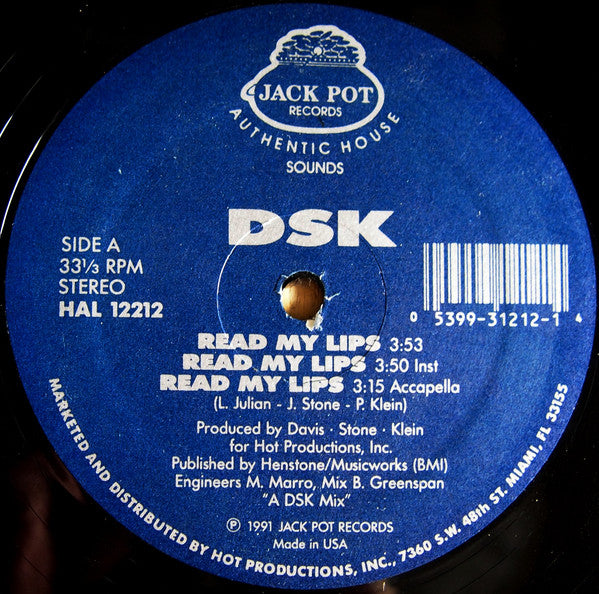 JACK POT
RECORDS
AUTHENTIC HOUSE
SOUNDS
DSK
SIDE A
33⅓ RPM
STEREO
HAL 12212
0 5399-31212-1 4
READ MY LIPS 3:53
READ MY LIPS 3:50 Inst
READ MY LIPS 3:15 Accapella
(L. Julian - J. Stone - P. Klein)
Produced by Davis · Stone · Klein
for Hot Productions, Inc.
Published by Henstone/Musicworks (BMI)
Engineers M. Marro, Mix B. Greenspan
"A DSK Mix"
℗ 1991 JACK POT RECORDS
Made in USA
MARKETED AND DISTRIBUTED BY HOT PRODUCTIONS, INC., 7360 S.W. 48th ST. MIAMI, FL 33155